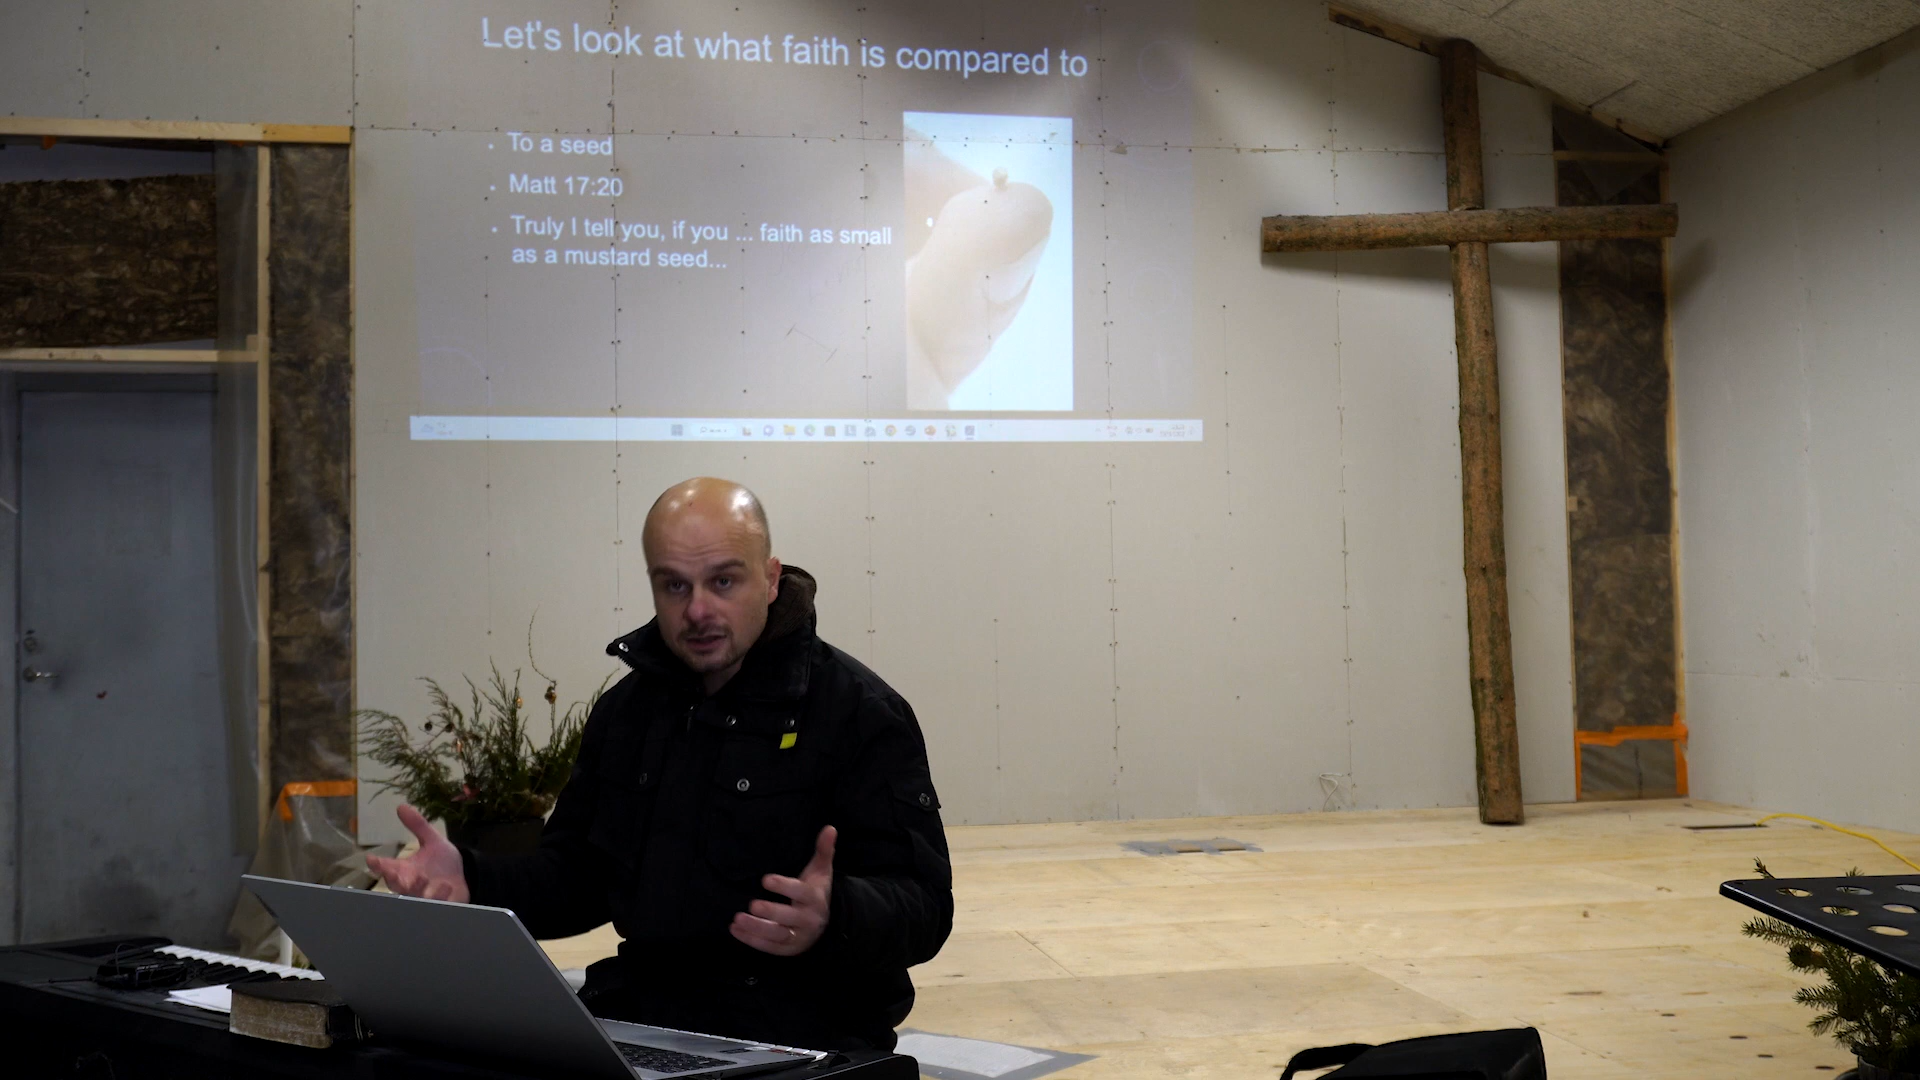 Let's look at what faith is compared to
To a seed
Matt 17:20
Truly I tell you, if you ... faith as small
as a mustard seed...